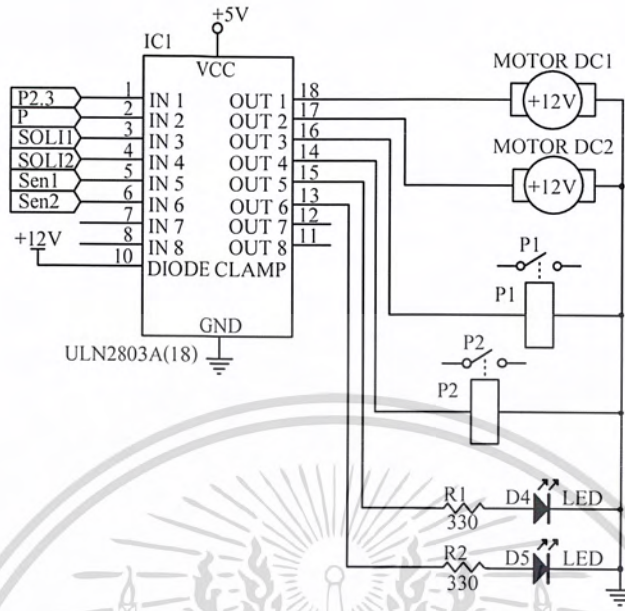 +5V
IC1
VCC
P2.3 1 IN 1 OUT 1 18
P 2 IN 2 OUT 2 17
SOLI1 3 IN 3 OUT 3 16
SOLI2 4 IN 4 OUT 4 14
Sen1 5 IN 5 OUT 5 15
Sen2 6 IN 6 OUT 6 13
7 IN 7 OUT 7 12
8 IN 8 OUT 8 11
+12V 10 DIODE CLAMP
GND
ULN2803A(18)
MOTOR DC1
+12V
MOTOR DC2
+12V
P1
P1
P2
P2
R1 D4 LED
330
R2 D5 LED
330